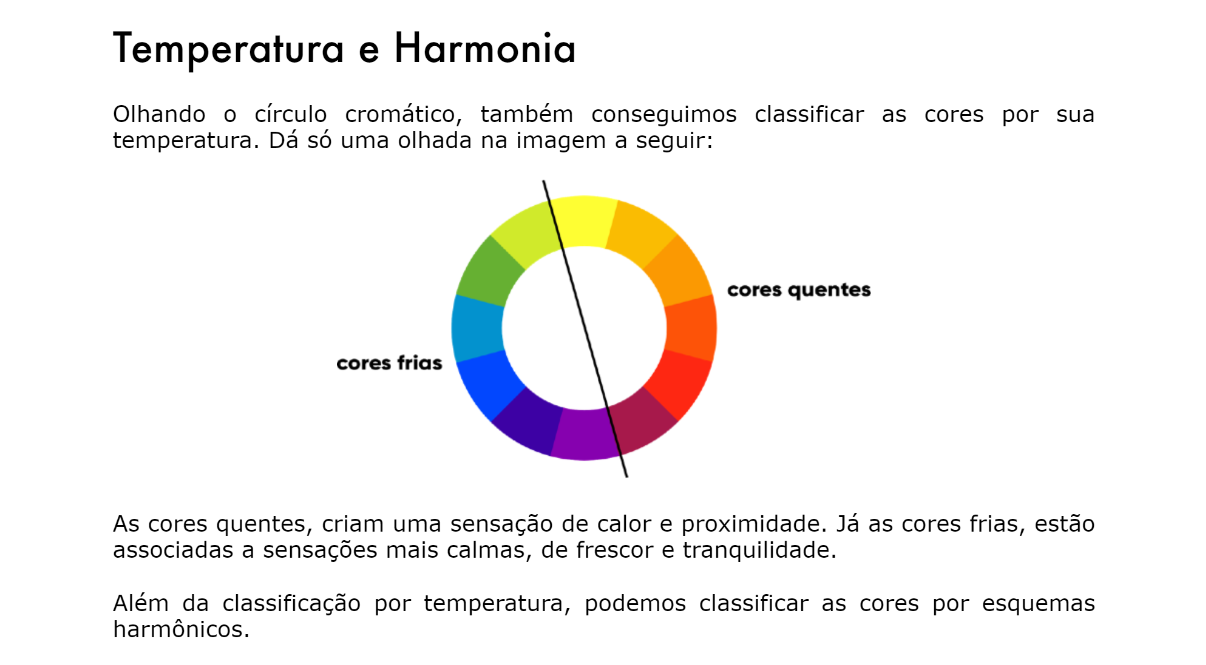 Temperatura e Harmonia
Olhando o círculo cromático, também conseguimos classificar as cores por sua
temperatura. Dá só uma olhada na imagem a seguir:
cores quentes
cores frias
As cores quentes, criam uma sensação de calor e proximidade. Já as cores frias, estão
associadas a sensações mais calmas, de frescor e tranquilidade.
Além da classificação por temperatura, podemos classificar as cores por esquemas
harmônicos.